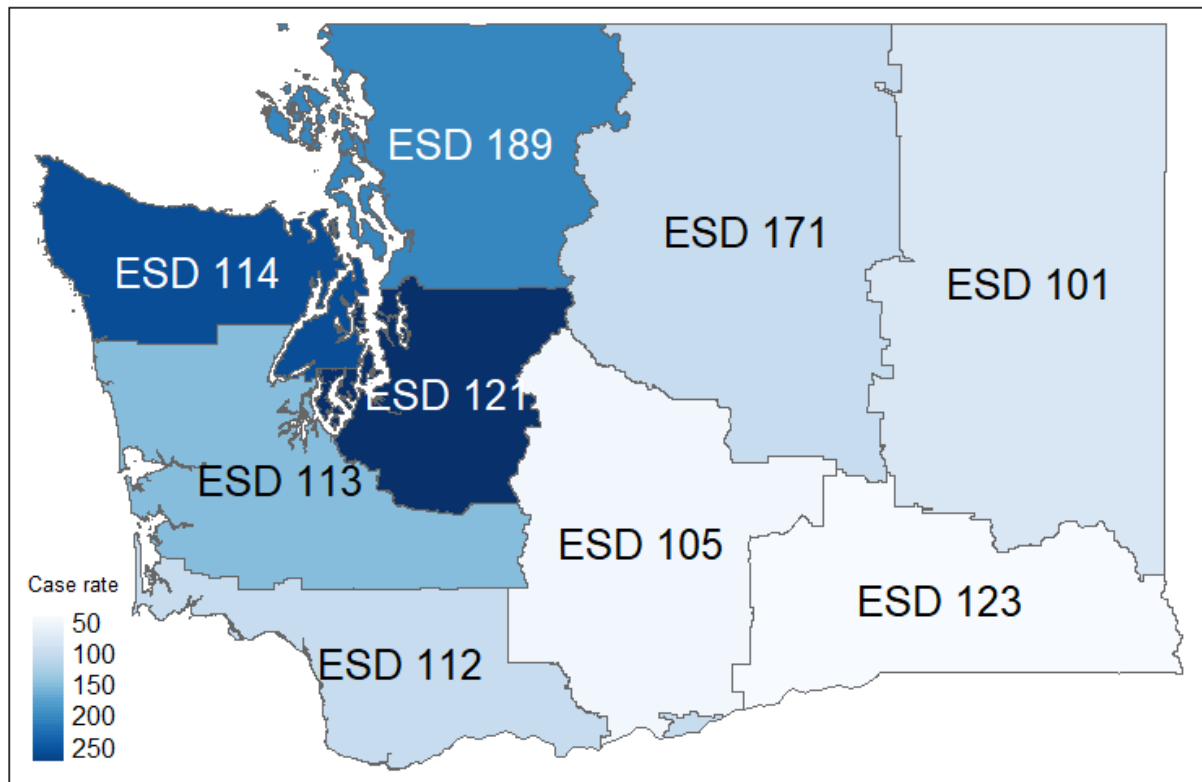 ESD 189
ESD 171
ESD 114
ESD 101
ESD 121
ESD 113
ESD 105
ESD 123
ESD 112
Case rate
50
100
150
200
250